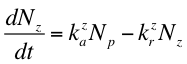 dN_z/dt = k_a^z N_p − k_r^z N_z